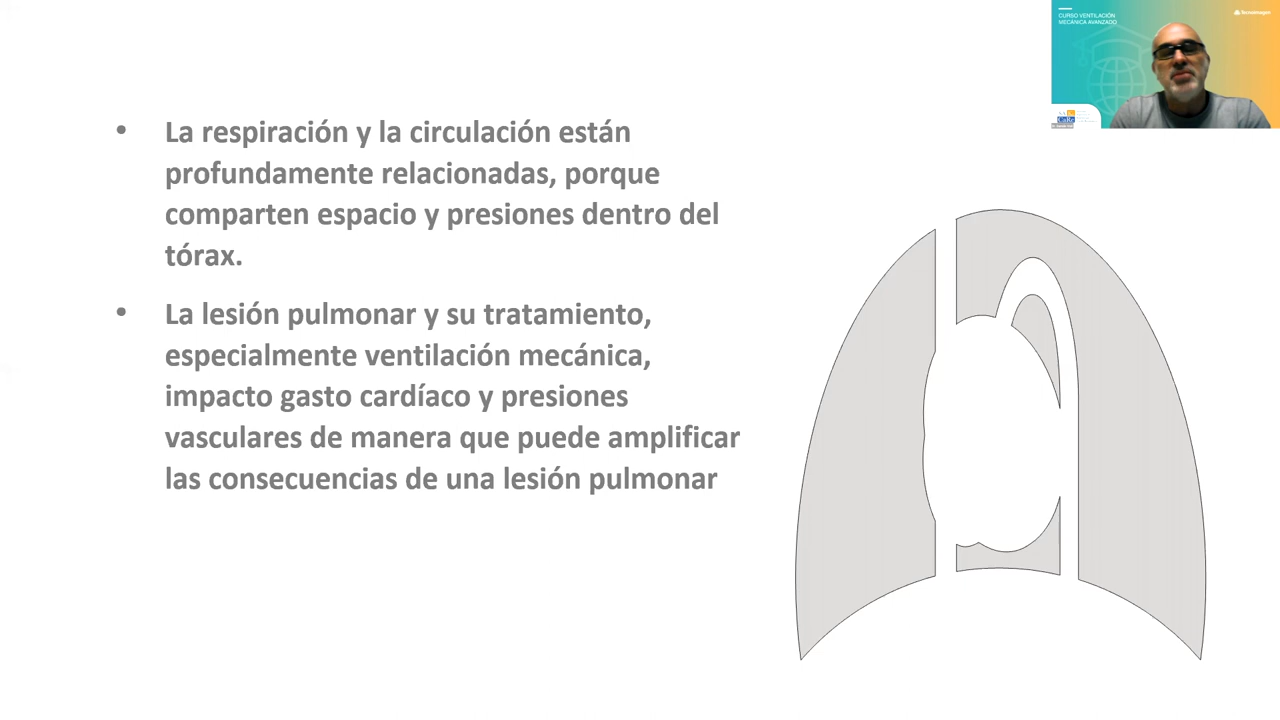 CURSO VENTILACIÓN
MECÁNICA AVANZADO
• La respiración y la circulación están
profundamente relacionadas, porque
comparten espacio y presiones dentro del
tórax.
• La lesión pulmonar y su tratamiento,
especialmente ventilación mecánica,
impacto gasto cardíaco y presiones
vasculares de manera que puede amplificar
las consecuencias de una lesión pulmonar